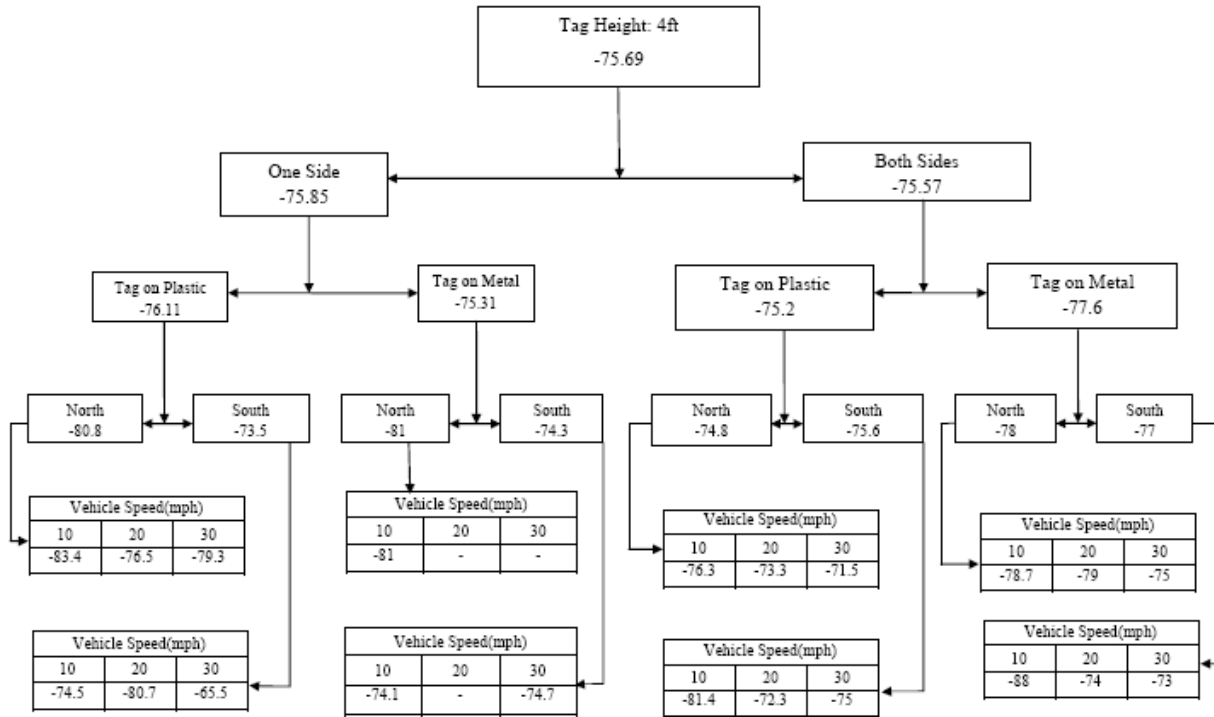 Tag Height: 4ft
-75.69
One Side
-75.85
Both Sides
-75.57
Tag on Plastic
-76.11
Tag on Metal
-75.31
Tag on Plastic
-75.2
Tag on Metal
-77.6
North
-80.8
South
-73.5
North
-81
South
-74.3
North
-74.8
South
-75.6
North
-78
South
-77
Vehicle Speed(mph)
10 20 30
-83.4 -76.5 -79.3
Vehicle Speed(mph)
10 20 30
-81 - -
Vehicle Speed(mph)
10 20 30
-76.3 -73.3 -71.5
Vehicle Speed(mph)
10 20 30
-78.7 -79 -75
Vehicle Speed(mph)
10 20 30
-74.5 -80.7 -65.5
Vehicle Speed(mph)
10 20 30
-74.1 - -74.7
Vehicle Speed(mph)
10 20 30
-81.4 -72.3 -75
Vehicle Speed(mph)
10 20 30
-88 -74 -73